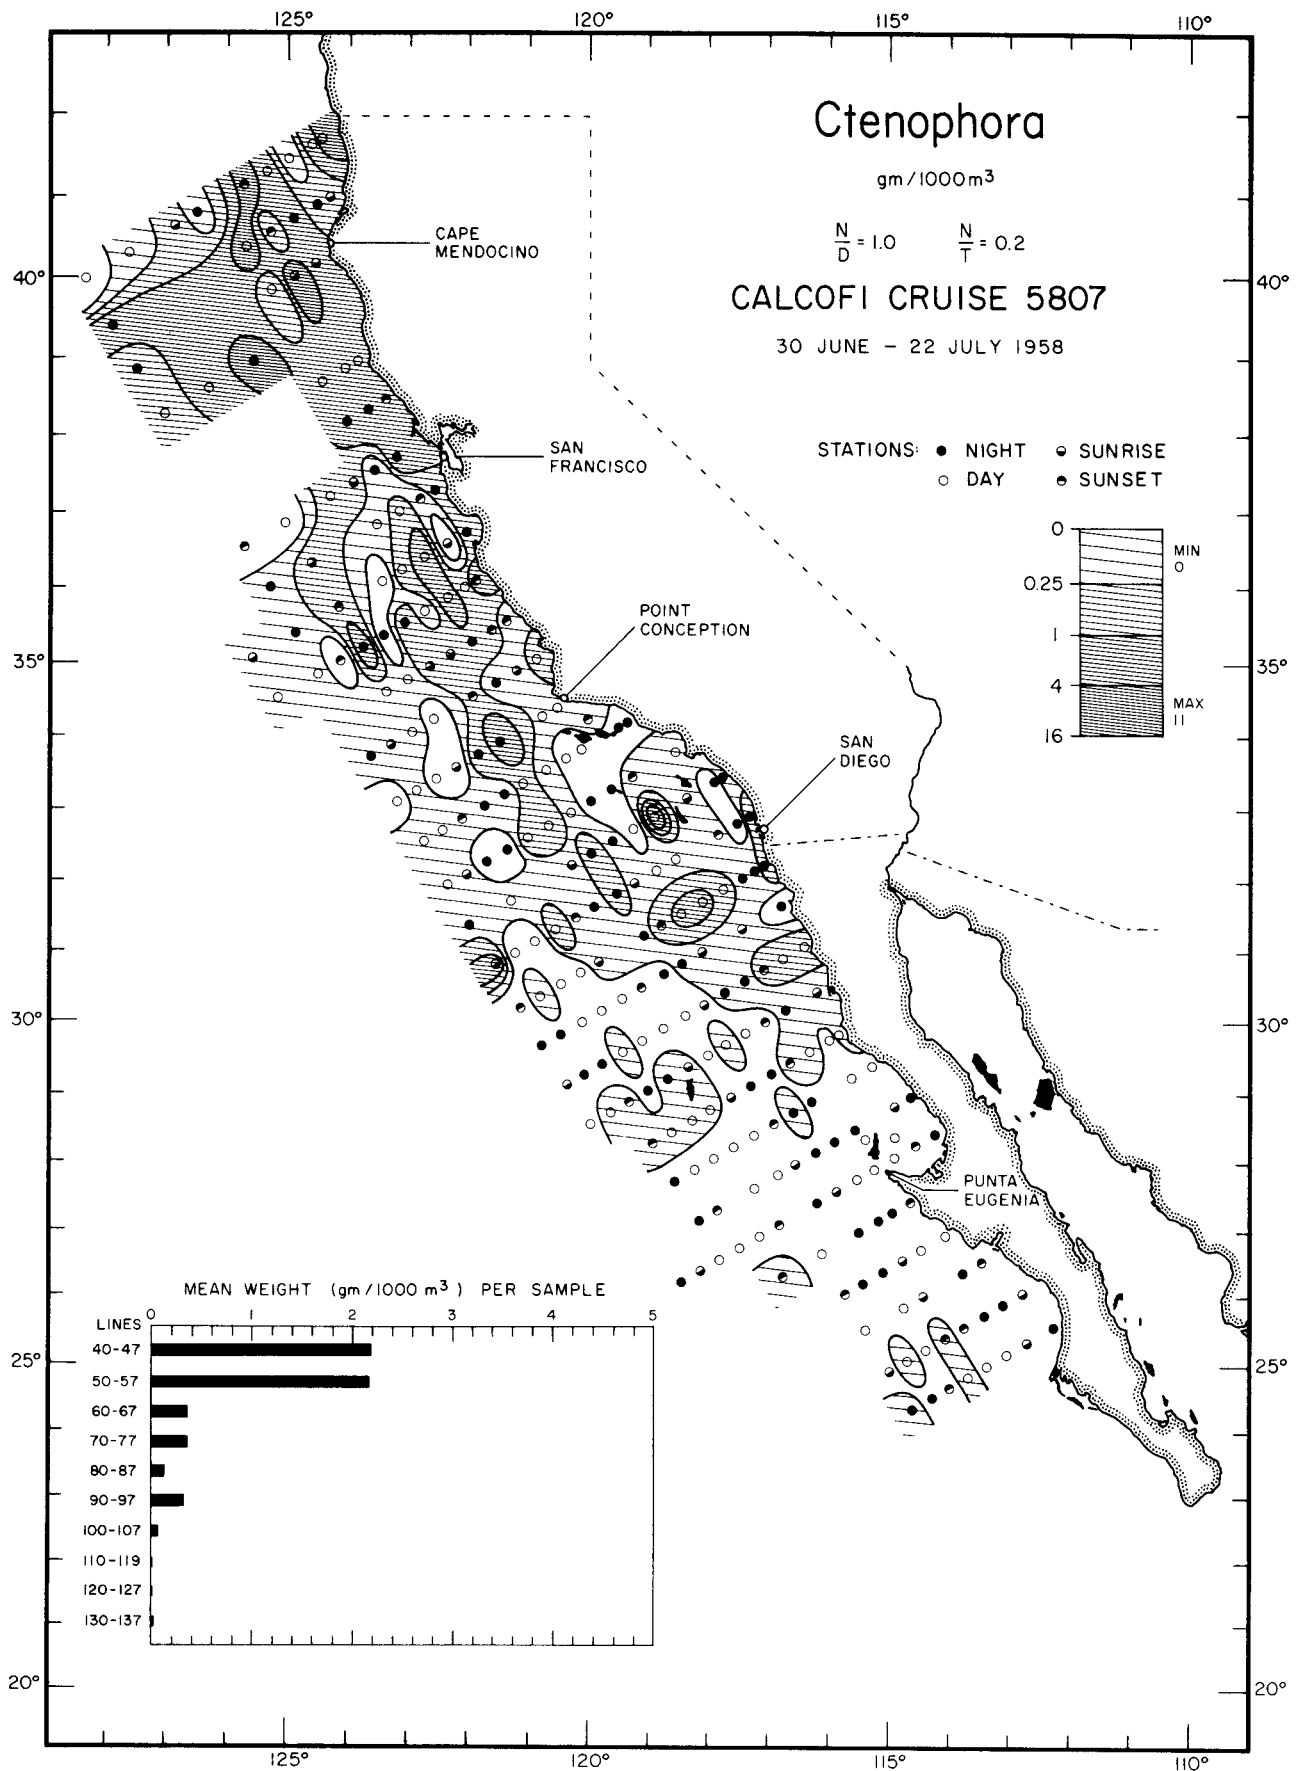 125° 120° 115° 110°
Ctenophora
gm/1000m³
N/D = 1.0 N/T = 0.2
CALCOFI CRUISE 5807
30 JUNE – 22 JULY 1958
CAPE
MENDOCINO
40° 40°
STATIONS: NIGHT SUNRISE
DAY SUNSET
SAN
FRANCISCO
0
MIN
0
0.25
1
4
MAX
11
16
POINT
CONCEPTION
35° 35°
SAN
DIEGO
30° 30°
PUNTA
EUGENIA
MEAN WEIGHT (gm/1000 m³) PER SAMPLE
0 1 2 3 4 5
LINES
40-47
25° 25°
50-57
60-67
70-77
80-87
90-97
100-107
110-119
120-127
130-137
20° 20°
125° 120° 115° 110°